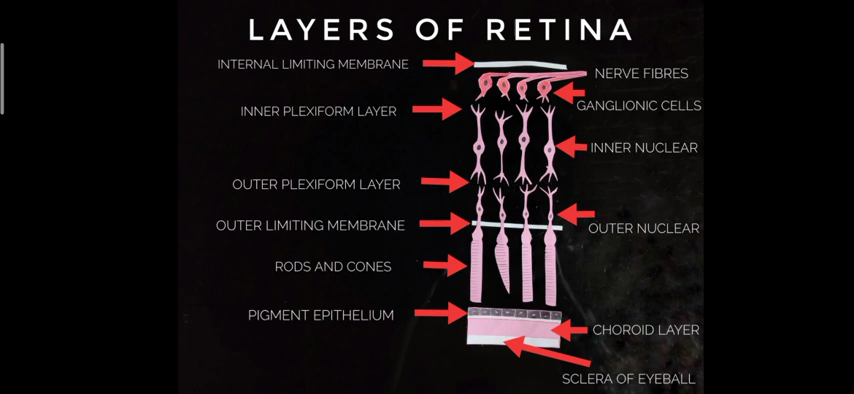 LAYERS OF RETINA
INTERNAL LIMITING MEMBRANE
NERVE FIBRES
GANGLIONIC CELLS
INNER PLEXIFORM LAYER
INNER NUCLEAR
OUTER PLEXIFORM LAYER
OUTER LIMITING MEMBRANE
OUTER NUCLEAR
RODS AND CONES
PIGMENT EPITHELIUM
CHOROID LAYER
SCLERA OF EYEBALL